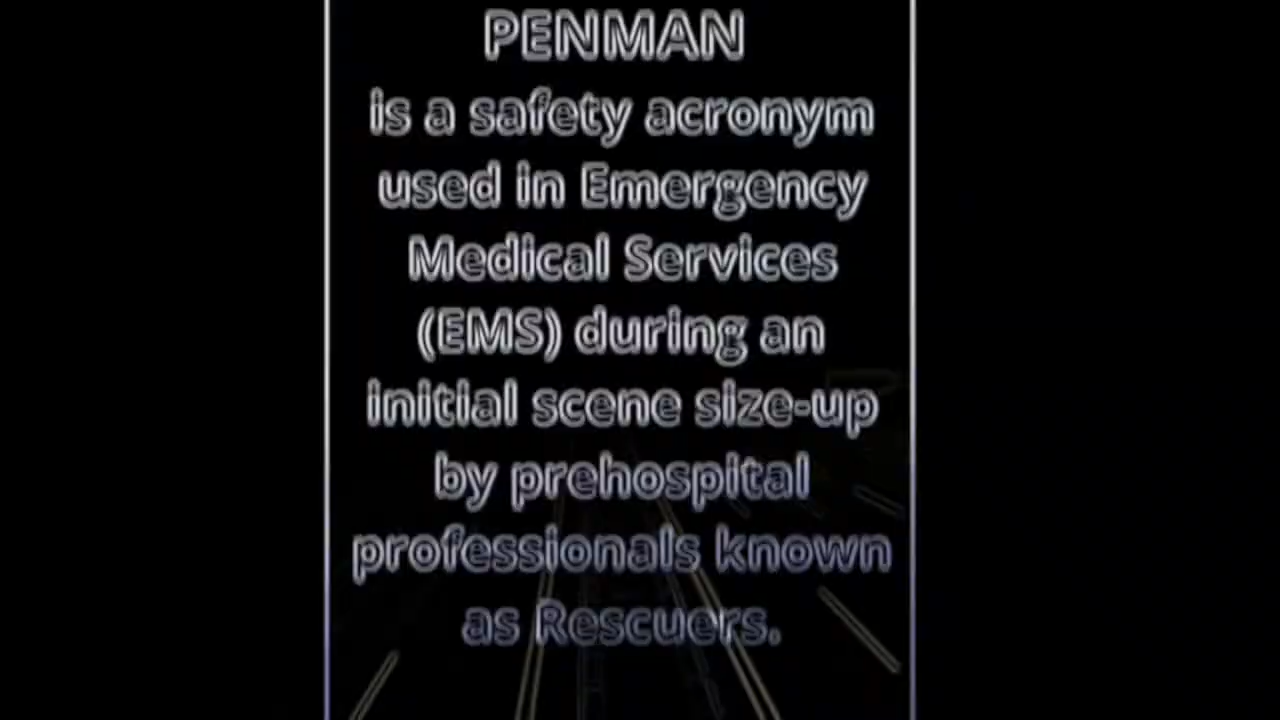 PENMAN
is a safety acronym
used in Emergency
Medical Services
(EMS) during an
initial scene size-up
by prehospital
professionals known
as Rescuers.